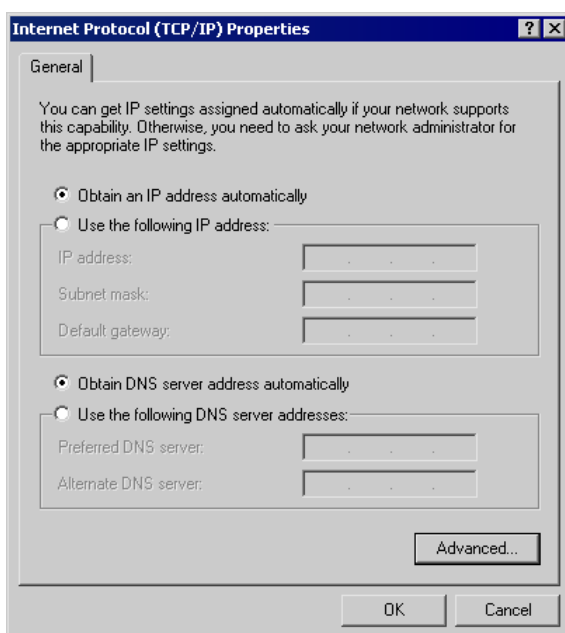 Internet Protocol (TCP/IP) Properties
General
You can get IP settings assigned automatically if your network supports
this capability. Otherwise, you need to ask your network administrator for
the appropriate IP settings.
Obtain an IP address automatically
Use the following IP address:
IP address:
Subnet mask:
Default gateway:
Obtain DNS server address automatically
Use the following DNS server addresses:
Preferred DNS server:
Alternate DNS server:
Advanced...
OK Cancel